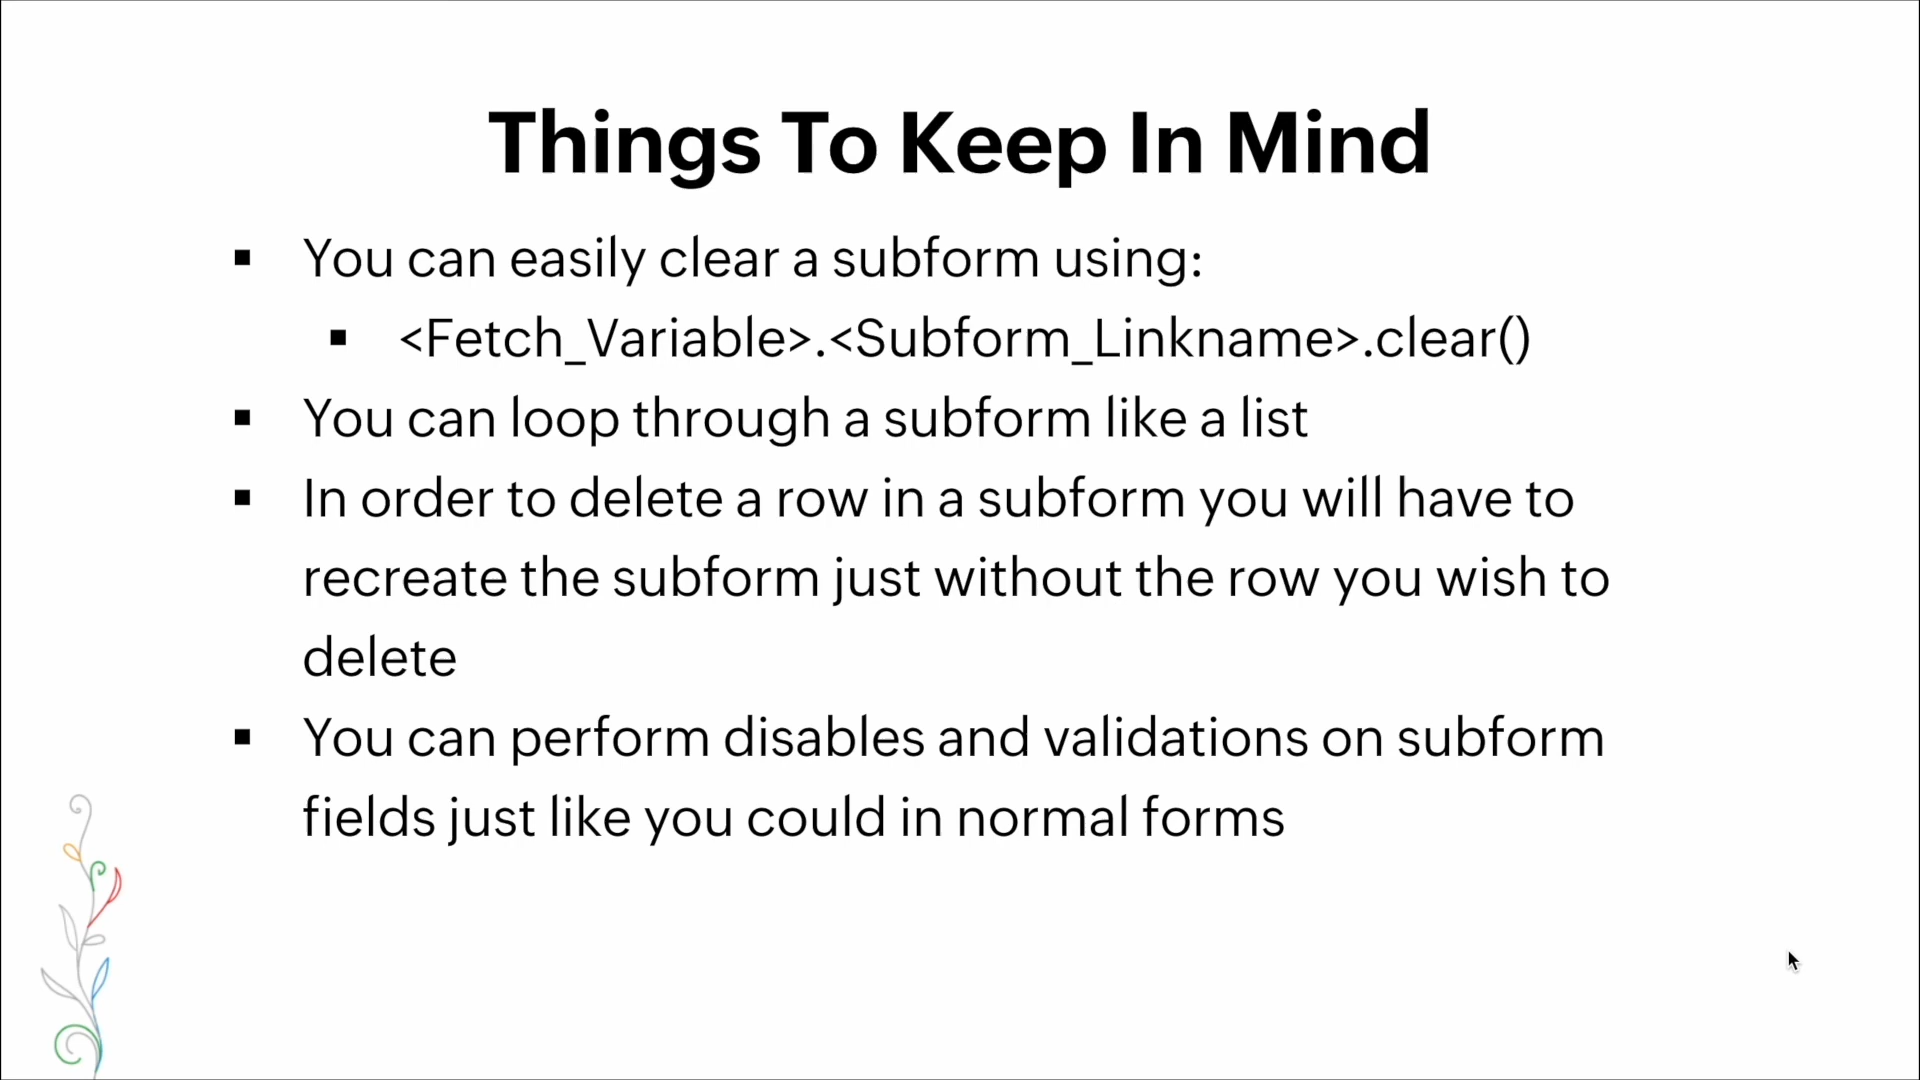 Things To Keep In Mind
▪ You can easily clear a subform using:
▪ <Fetch_Variable>.<Subform_Linkname>.clear()
▪ You can loop through a subform like a list
▪ In order to delete a row in a subform you will have to
recreate the subform just without the row you wish to
delete
▪ You can perform disables and validations on subform
fields just like you could in normal forms